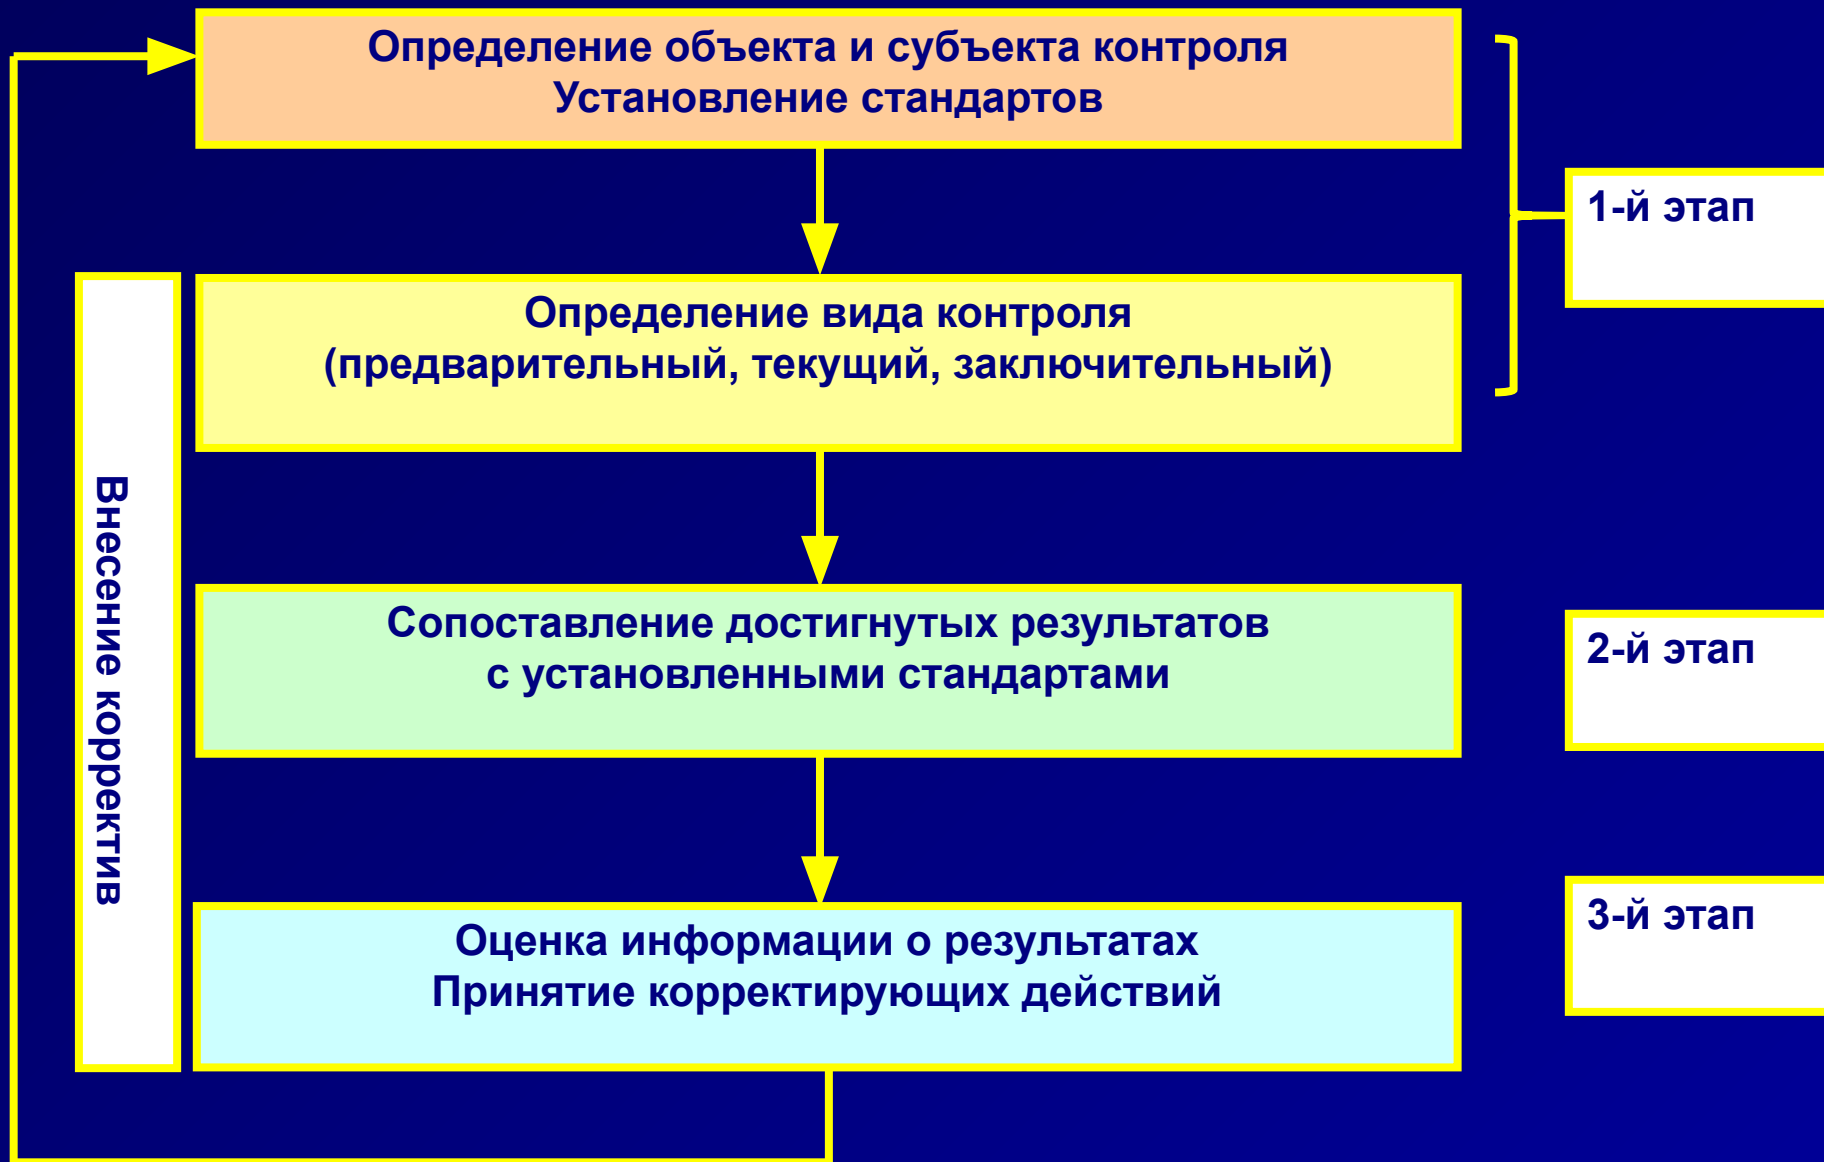 Определение объекта и субъекта контроля
Установление стандартов
1-й этап
Определение вида контроля
(предварительный, текущий, заключительный)
Внесение корректив
Сопоставление достигнутых результатов
с установленными стандартами
2-й этап
Оценка информации о результатах
Принятие корректирующих действий
3-й этап